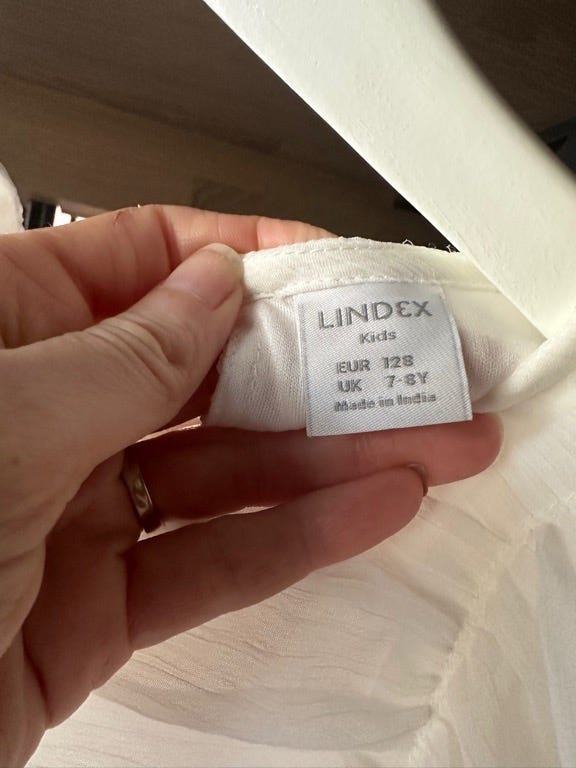 LINDEX
Kids
EUR 128
UK 7-8Y
Made in India